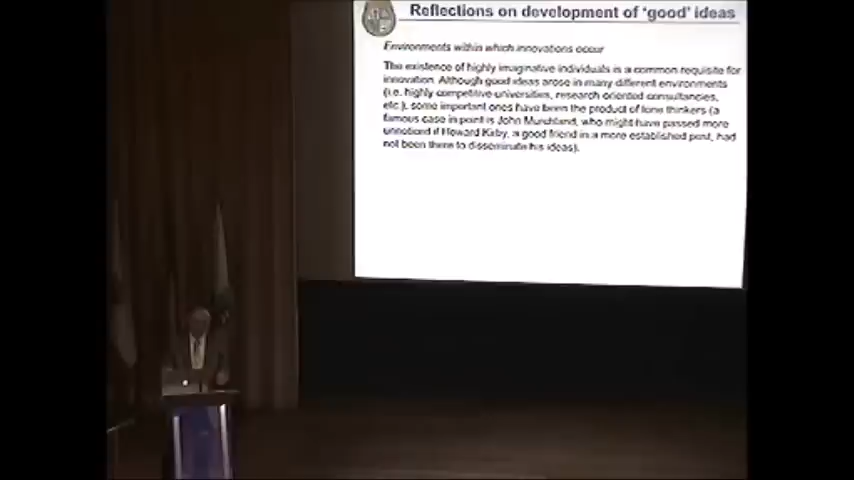 Reflections on development of 'good' ideas
Environments within which innovations occur
The existence of highly imaginative individuals is a common requisite for
innovation. Although good ideas arose in many different environments
(i.e. highly competitive universities, research oriented consultancies,
etc.), some important ones have been the product of lone thinkers (a
famous case in point is John Murchland, who might have passed more
unnoticed if Howard Kirby, a good friend in a more established post, had
not been there to disseminate his ideas).